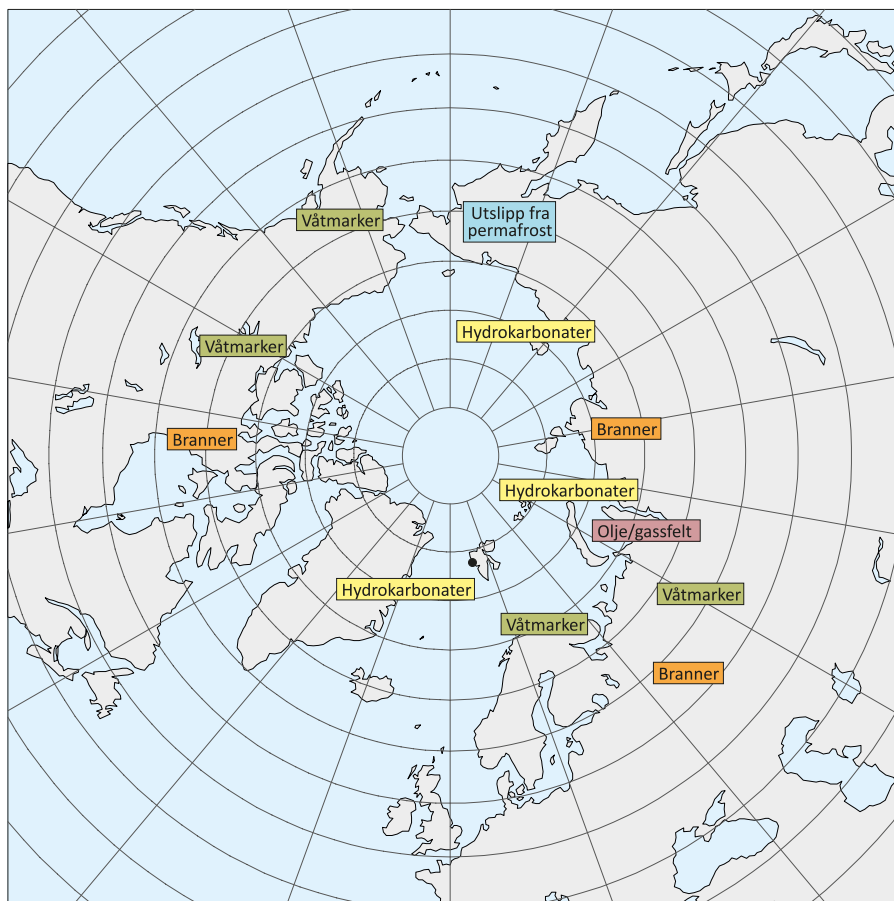 Våtmarker
Utslipp fra
permafrost
Hydrokarbonater
Våtmarker
Branner
Branner
Hydrokarbonater
Olje/gassfelt
Hydrokarbonater
Våtmarker
Våtmarker
Branner